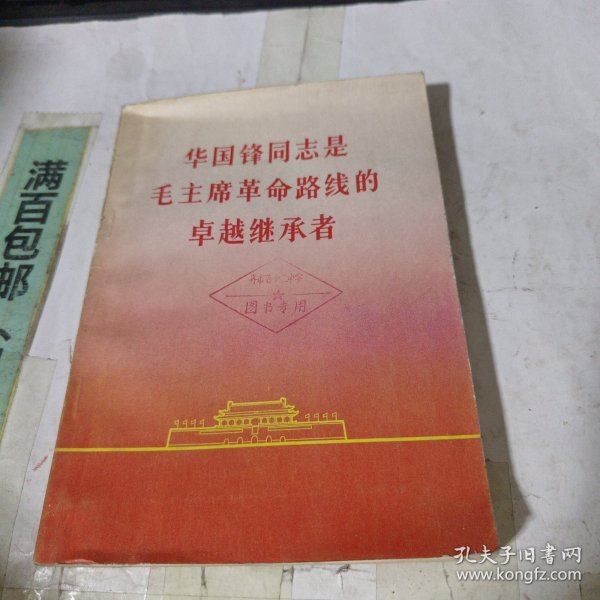 华国锋同志是
毛主席革命路线的
卓越继承者
图书专用
满百包邮
孔夫子旧书网
www.kongfz.com